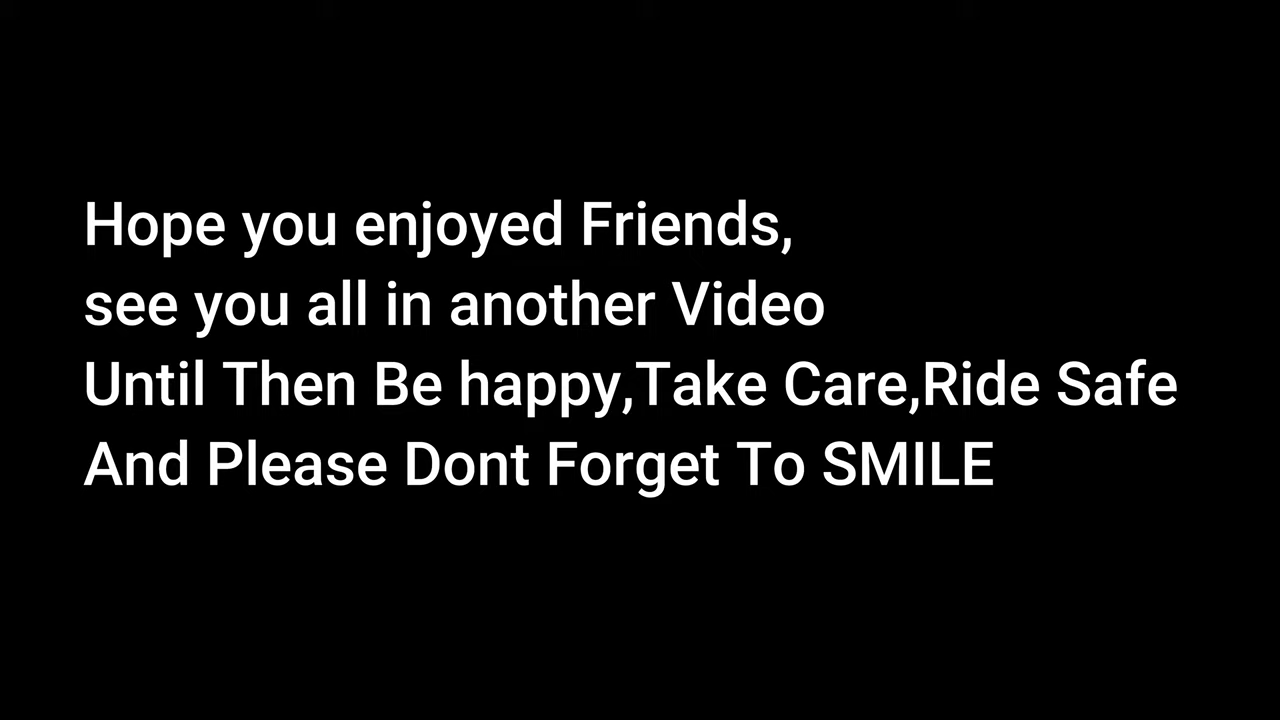 Hope you enjoyed Friends,
see you all in another Video
Until Then Be happy,Take Care,Ride Safe
And Please Dont Forget To SMILE